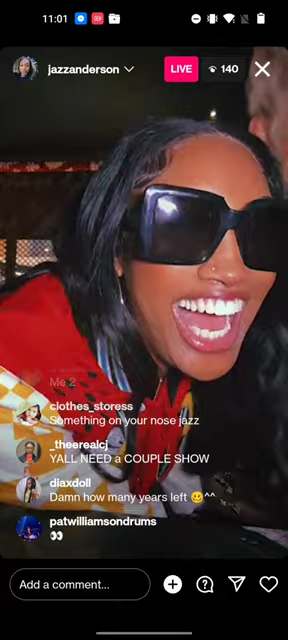 11:01
jazzanderson
LIVE
140
Me 2
clothes_storess
Something on your nose jazz
_theerealcj
YALL NEED a COUPLE SHOW
diaxdoll
Damn how many years left 🥴^^
patwilliamsondrums
👀
Add a comment...